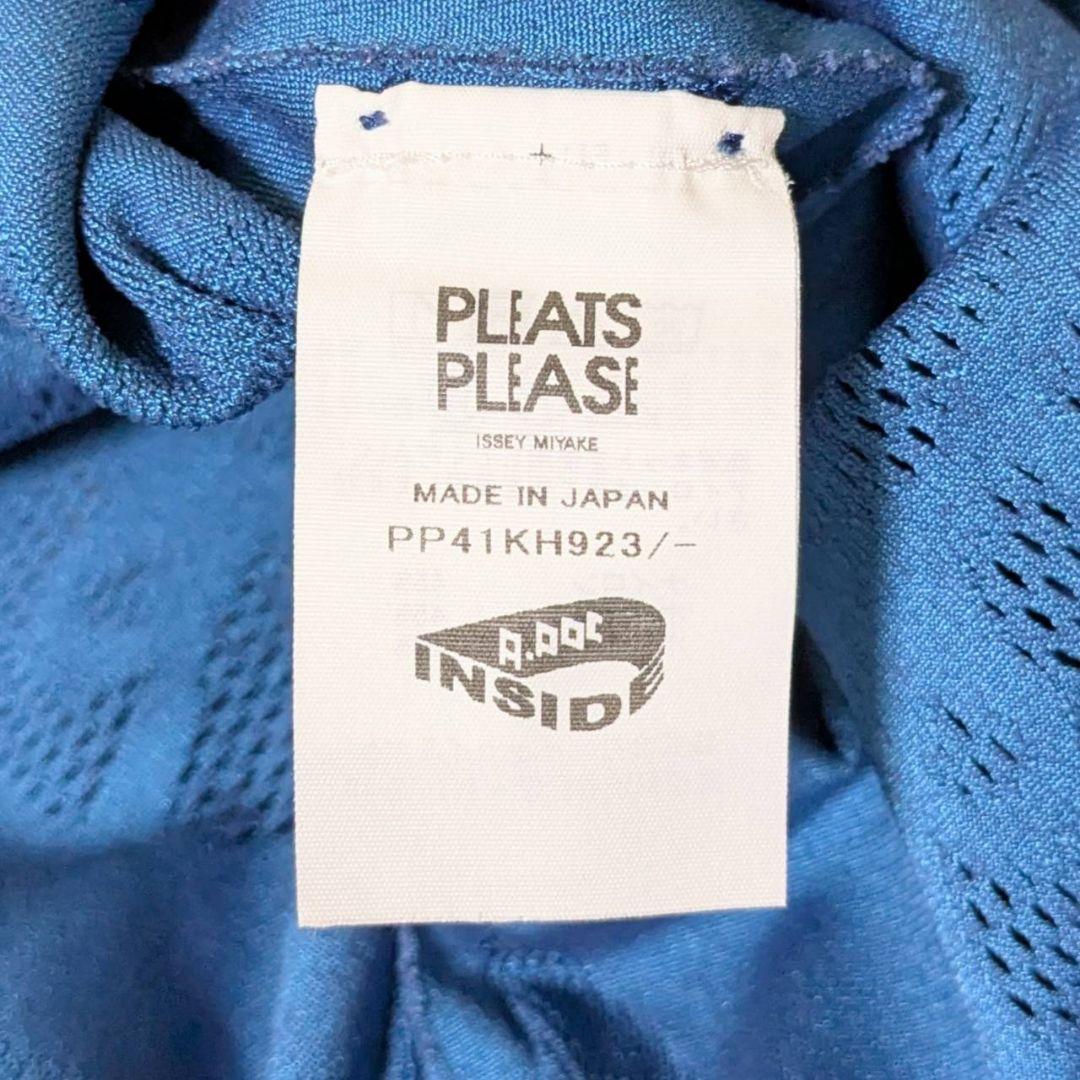 PLEATS
PLEASE
ISSEY MIYAKE
MADE IN JAPAN
PP41KH923/-
A.POC
INSIDE